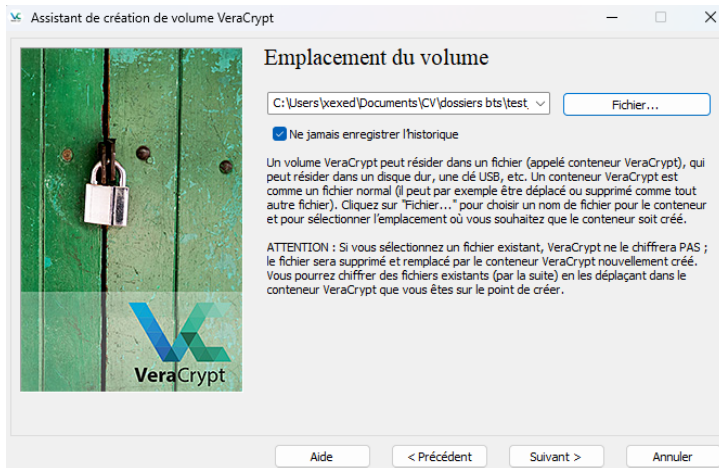 Assistant de création de volume VeraCrypt
Emplacement du volume
C:\Users\xexed\Documents\CV\dossiers bts\test_
Fichier...
Ne jamais enregistrer l'historique
Un volume VeraCrypt peut résider dans un fichier (appelé conteneur VeraCrypt), qui
peut résider dans un disque dur, une clé USB, etc. Un conteneur VeraCrypt est
comme un fichier normal (il peut par exemple être déplacé ou supprimé comme tout
autre fichier). Cliquez sur "Fichier..." pour choisir un nom de fichier pour le conteneur
et pour sélectionner l'emplacement où vous souhaitez que le conteneur soit créé.
ATTENTION : Si vous sélectionnez un fichier existant, VeraCrypt ne le chiffrera PAS ;
le fichier sera supprimé et remplacé par le conteneur VeraCrypt nouvellement créé.
Vous pourrez chiffrer des fichiers existants (par la suite) en les déplaçant dans le
conteneur VeraCrypt que vous êtes sur le point de créer.
VeraCrypt
Aide
< Précédent
Suivant >
Annuler